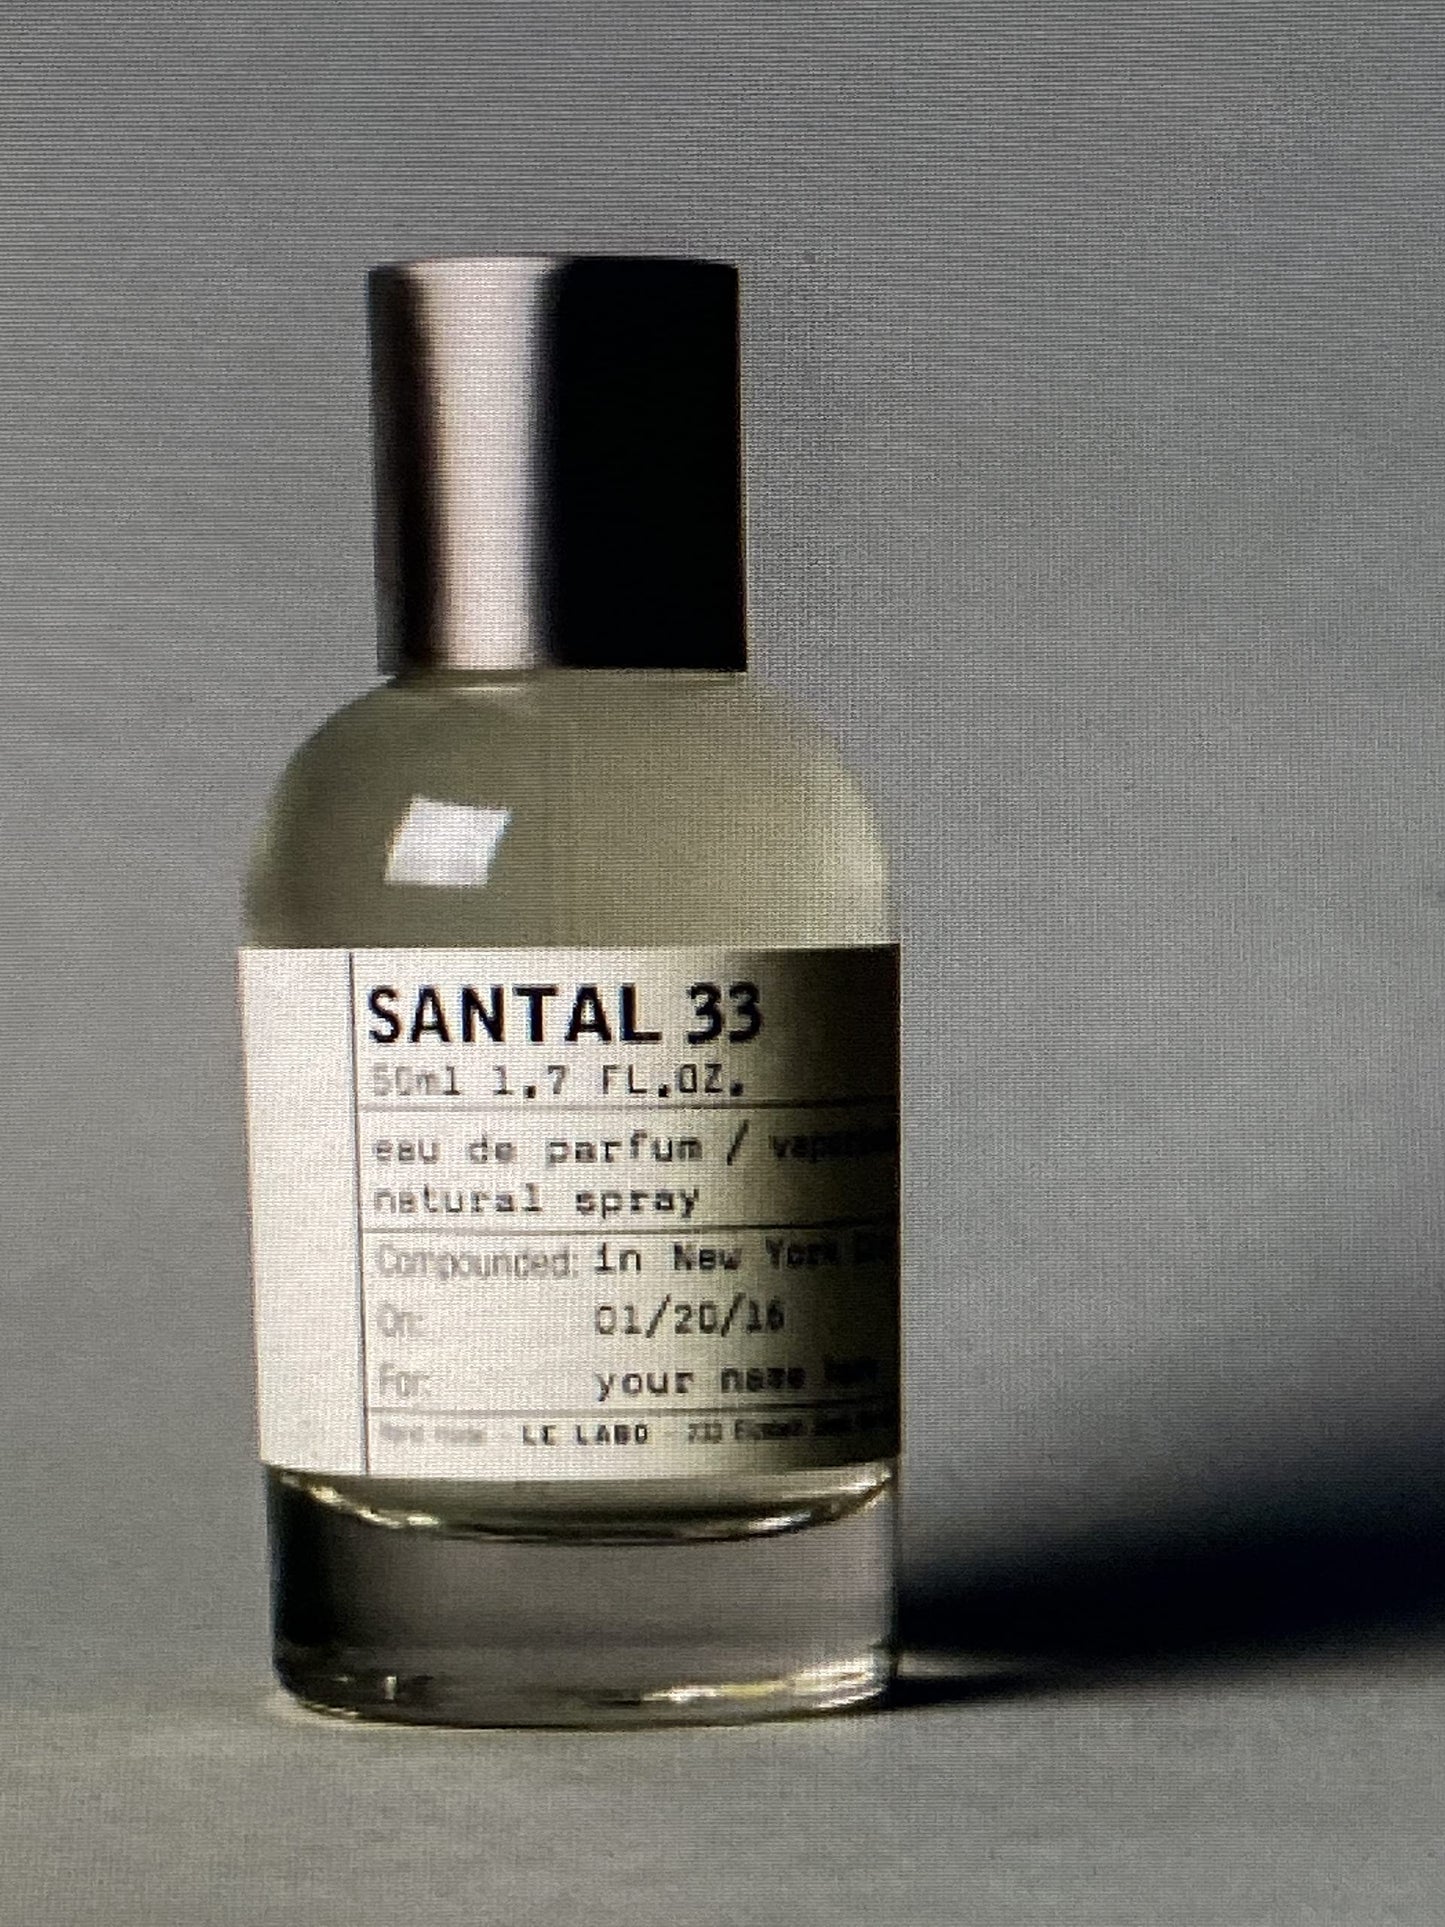 SANTAL 33
50ml 1.7 FL.OZ.
eau de parfum /
natural spray
Compounded: in New York
On: 01/20/16
For: your name
LE LABO